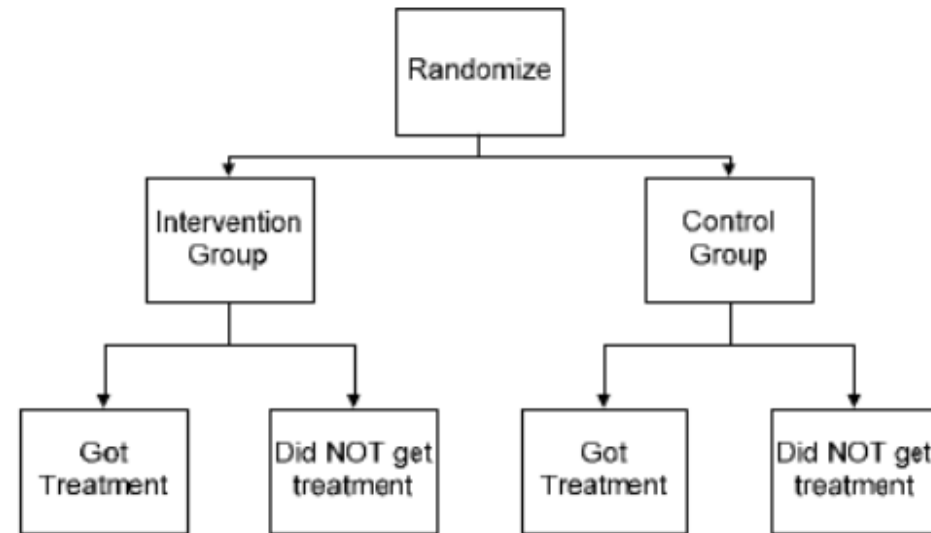 Randomize
Intervention
Group
Control
Group
Got
Treatment
Did NOT get
treatment
Got
Treatment
Did NOT get
treatment